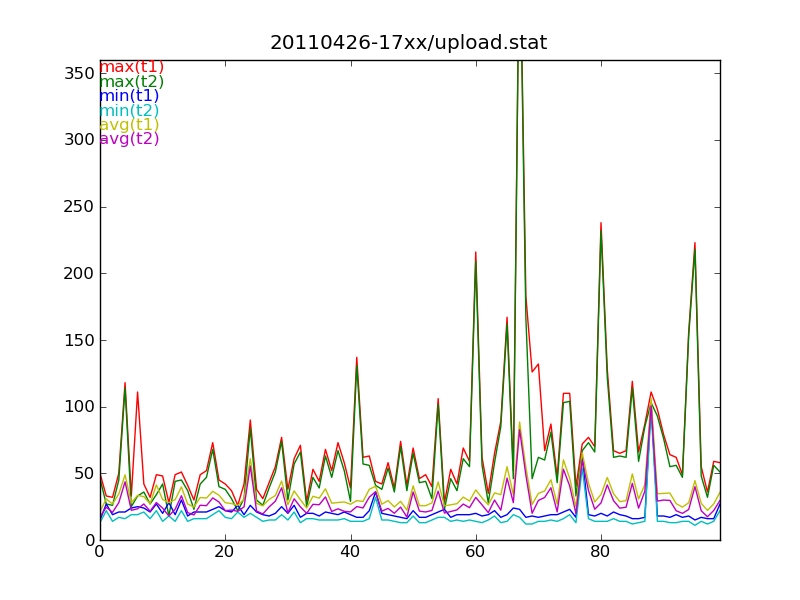 20110426-17xx/upload.stat
350
max(t1)
max(t2)
min(t1)
min(t2)
avg(t1)
avg(t2)
300
250
200
150
100
50
0
0 20 40 60 80